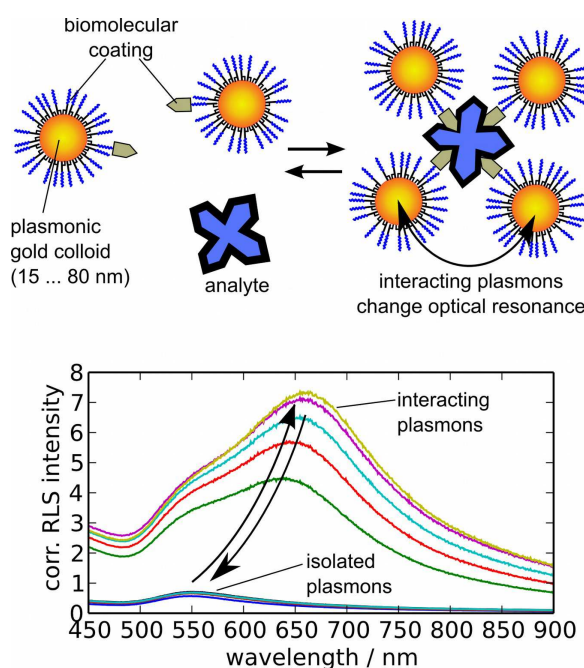 biomolecular
coating
plasmonic
gold colloid
(15 ... 80 nm)
analyte
interacting plasmons
change optical resonance
8
7
6
5
4
3
2
1
0
corr. RLS intensity
interacting
plasmons
isolated
plasmons
450 500 550 600 650 700 750 800 850 900
wavelength / nm